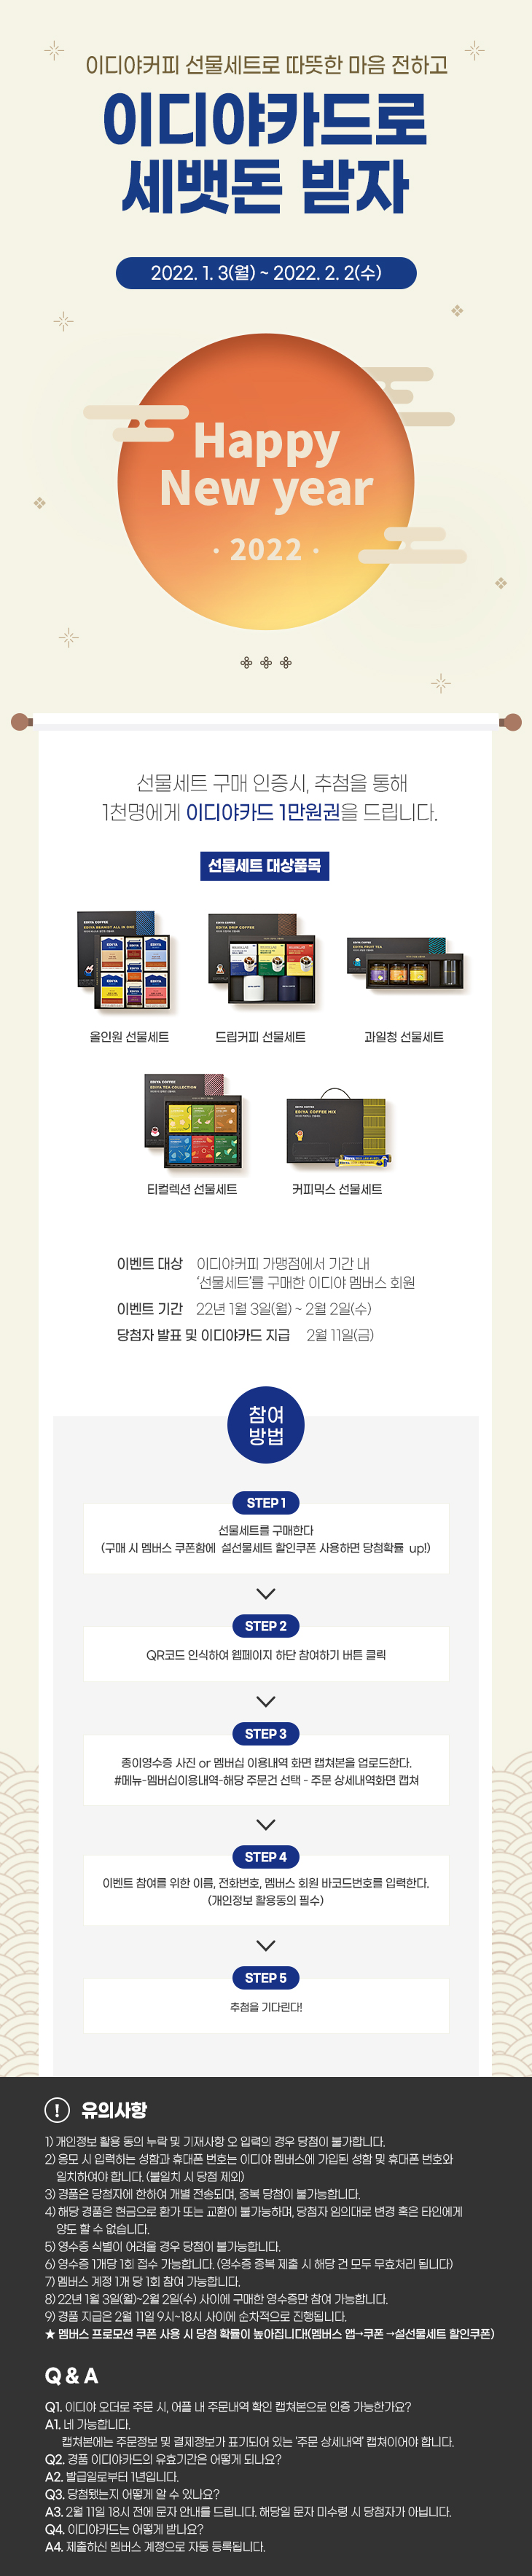 이디야커피 선물세트로 따뜻한 마음 전하고
이디야카드로
세뱃돈 받자
2022. 1. 3(월) ~ 2022. 2. 2(수)
Happy
New year
· 2022 ·
선물세트 구매 인증시, 추첨을 통해
1천명에게 이디야카드 1만원권을 드립니다.
선물세트 대상품목
EDIYA COFFEE
EDIYA BEANIST ALL IN ONE
EDIYA COFFEE
EDIYA DRIP COFFEE
EDIYA COFFEE
EDIYA FRUIT TEA
올인원 선물세트
드립커피 선물세트
과일청 선물세트
EDIYA COFFEE
EDIYA TEA COLLECTION
EDIYA COFFEE
EDIYA COFFEE MIX
티컬렉션 선물세트
커피믹스 선물세트
이벤트 대상 이디야커피 가맹점에서 기간 내
'선물세트'를 구매한 이디야 멤버스 회원
이벤트 기간 22년 1월 3일(월) ~ 2월 2일(수)
당첨자 발표 및 이디야카드 지급 2월 11일(금)
참여
방법
STEP 1
선물세트를 구매한다
(구매 시 멤버스 쿠폰함에 설선물세트 할인쿠폰 사용하면 당첨확률 up!)
STEP 2
QR코드 인식하여 웹페이지 하단 참여하기 버튼 클릭
STEP 3
종이영수증 사진 or 멤버십 이용내역 화면 캡쳐본을 업로드한다.
#메뉴-멤버십이용내역-해당 주문건 선택 - 주문 상세내역화면 캡쳐
STEP 4
이벤트 참여를 위한 이름, 전화번호, 멤버스 회원 바코드번호를 입력한다.
(개인정보 활용동의 필수)
STEP 5
추첨을 기다린다!
! 유의사항
1) 개인정보 활용 동의 누락 및 기재사항 오 입력의 경우 당첨이 불가합니다.
2) 응모 시 입력하는 성함과 휴대폰 번호는 이디야 멤버스에 가입된 성함 및 휴대폰 번호와
일치하여야 합니다. (불일치 시 당첨 제외)
3) 경품은 당첨자에 한하여 개별 전송되며, 중복 당첨이 불가능합니다.
4) 해당 경품은 현금으로 환가 또는 교환이 불가능하며, 당첨자 임의대로 변경 혹은 타인에게
양도 할 수 없습니다.
5) 영수증 식별이 어려울 경우 당첨이 불가능합니다.
6) 영수증 1개당 1회 접수 가능합니다. (영수증 중복 제출 시 해당 건 모두 무효처리 됩니다)
7) 멤버스 계정 1개 당 1회 참여 가능합니다.
8) 22년 1월 3일(월)~2월 2일(수) 사이에 구매한 영수증만 참여 가능합니다.
9) 경품 지급은 2월 11일 9시~18시 사이에 순차적으로 진행됩니다.
★ 멤버스 프로모션 쿠폰 사용 시 당첨 확률이 높아집니다!(멤버스 앱→쿠폰 →설선물세트 할인쿠폰)
Q & A
Q1. 이디야 오더로 주문 시, 어플 내 주문내역 확인 캡쳐본으로 인증 가능한가요?
A1. 네 가능합니다.
캡쳐본에는 주문정보 및 결제정보가 표기되어 있는 '주문 상세내역' 캡쳐이어야 합니다.
Q2. 경품 이디야카드의 유효기간은 어떻게 되나요?
A2. 발급일로부터 1년입니다.
Q3. 당첨됐는지 어떻게 알 수 있나요?
A3. 2월 11일 18시 전에 문자 안내를 드립니다. 해당일 문자 미수령 시 당첨자가 아닙니다.
Q4. 이디야카드는 어떻게 받나요?
A4. 제출하신 멤버스 계정으로 자동 등록됩니다.